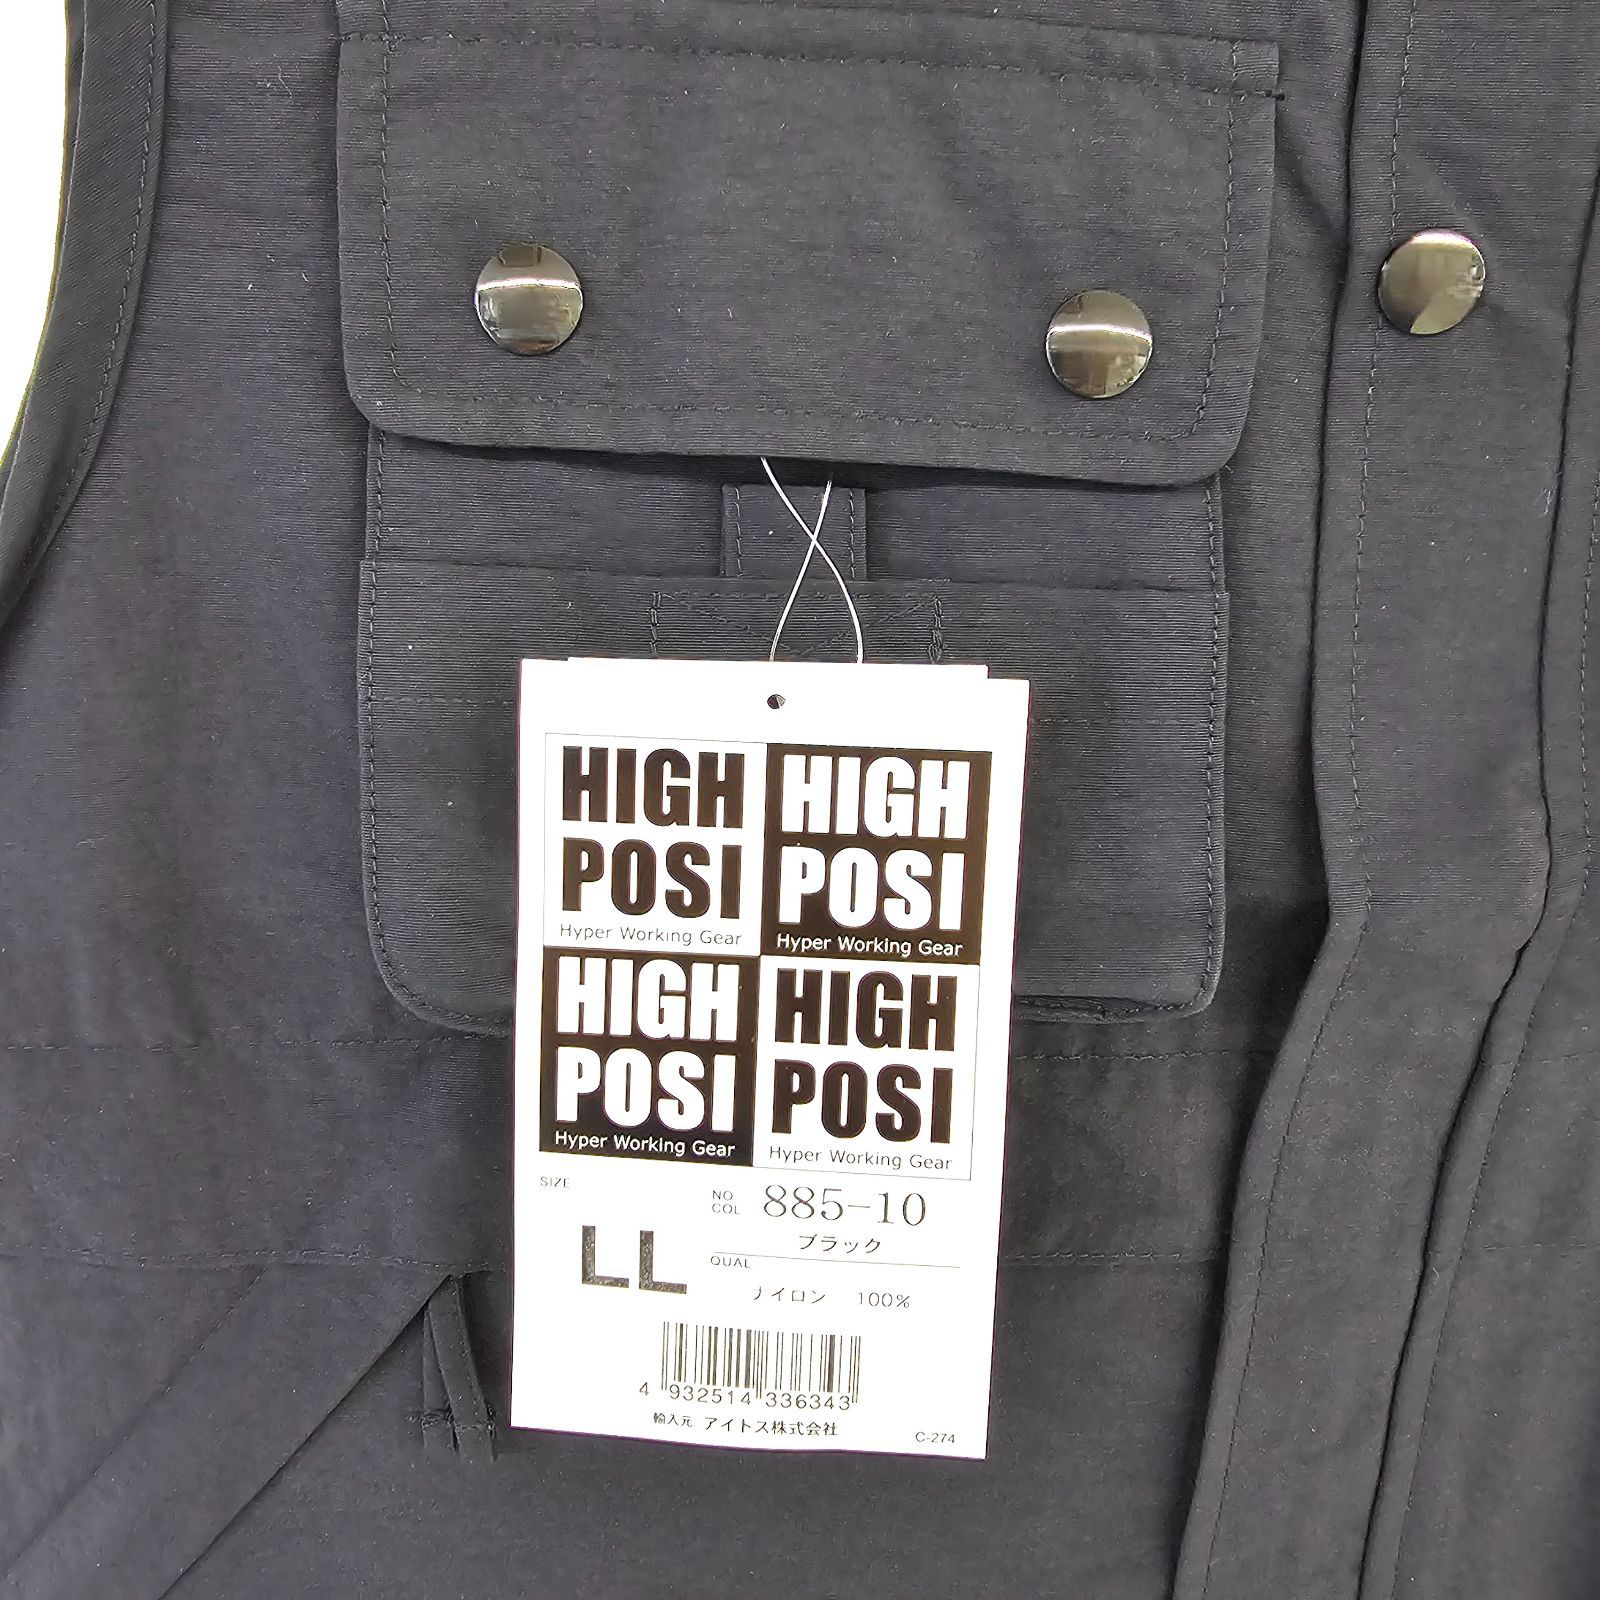 HIGH
POSI
Hyper Working Gear
HIGH
POSI
Hyper Working Gear
HIGH
POSI
Hyper Working Gear
HIGH
POSI
Hyper Working Gear
SIZE
LL
NO
COL
885-10
ブラック
QUAL
ナイロン 100%
4 932514 336343
輸入元 アイトス株式会社
C-274